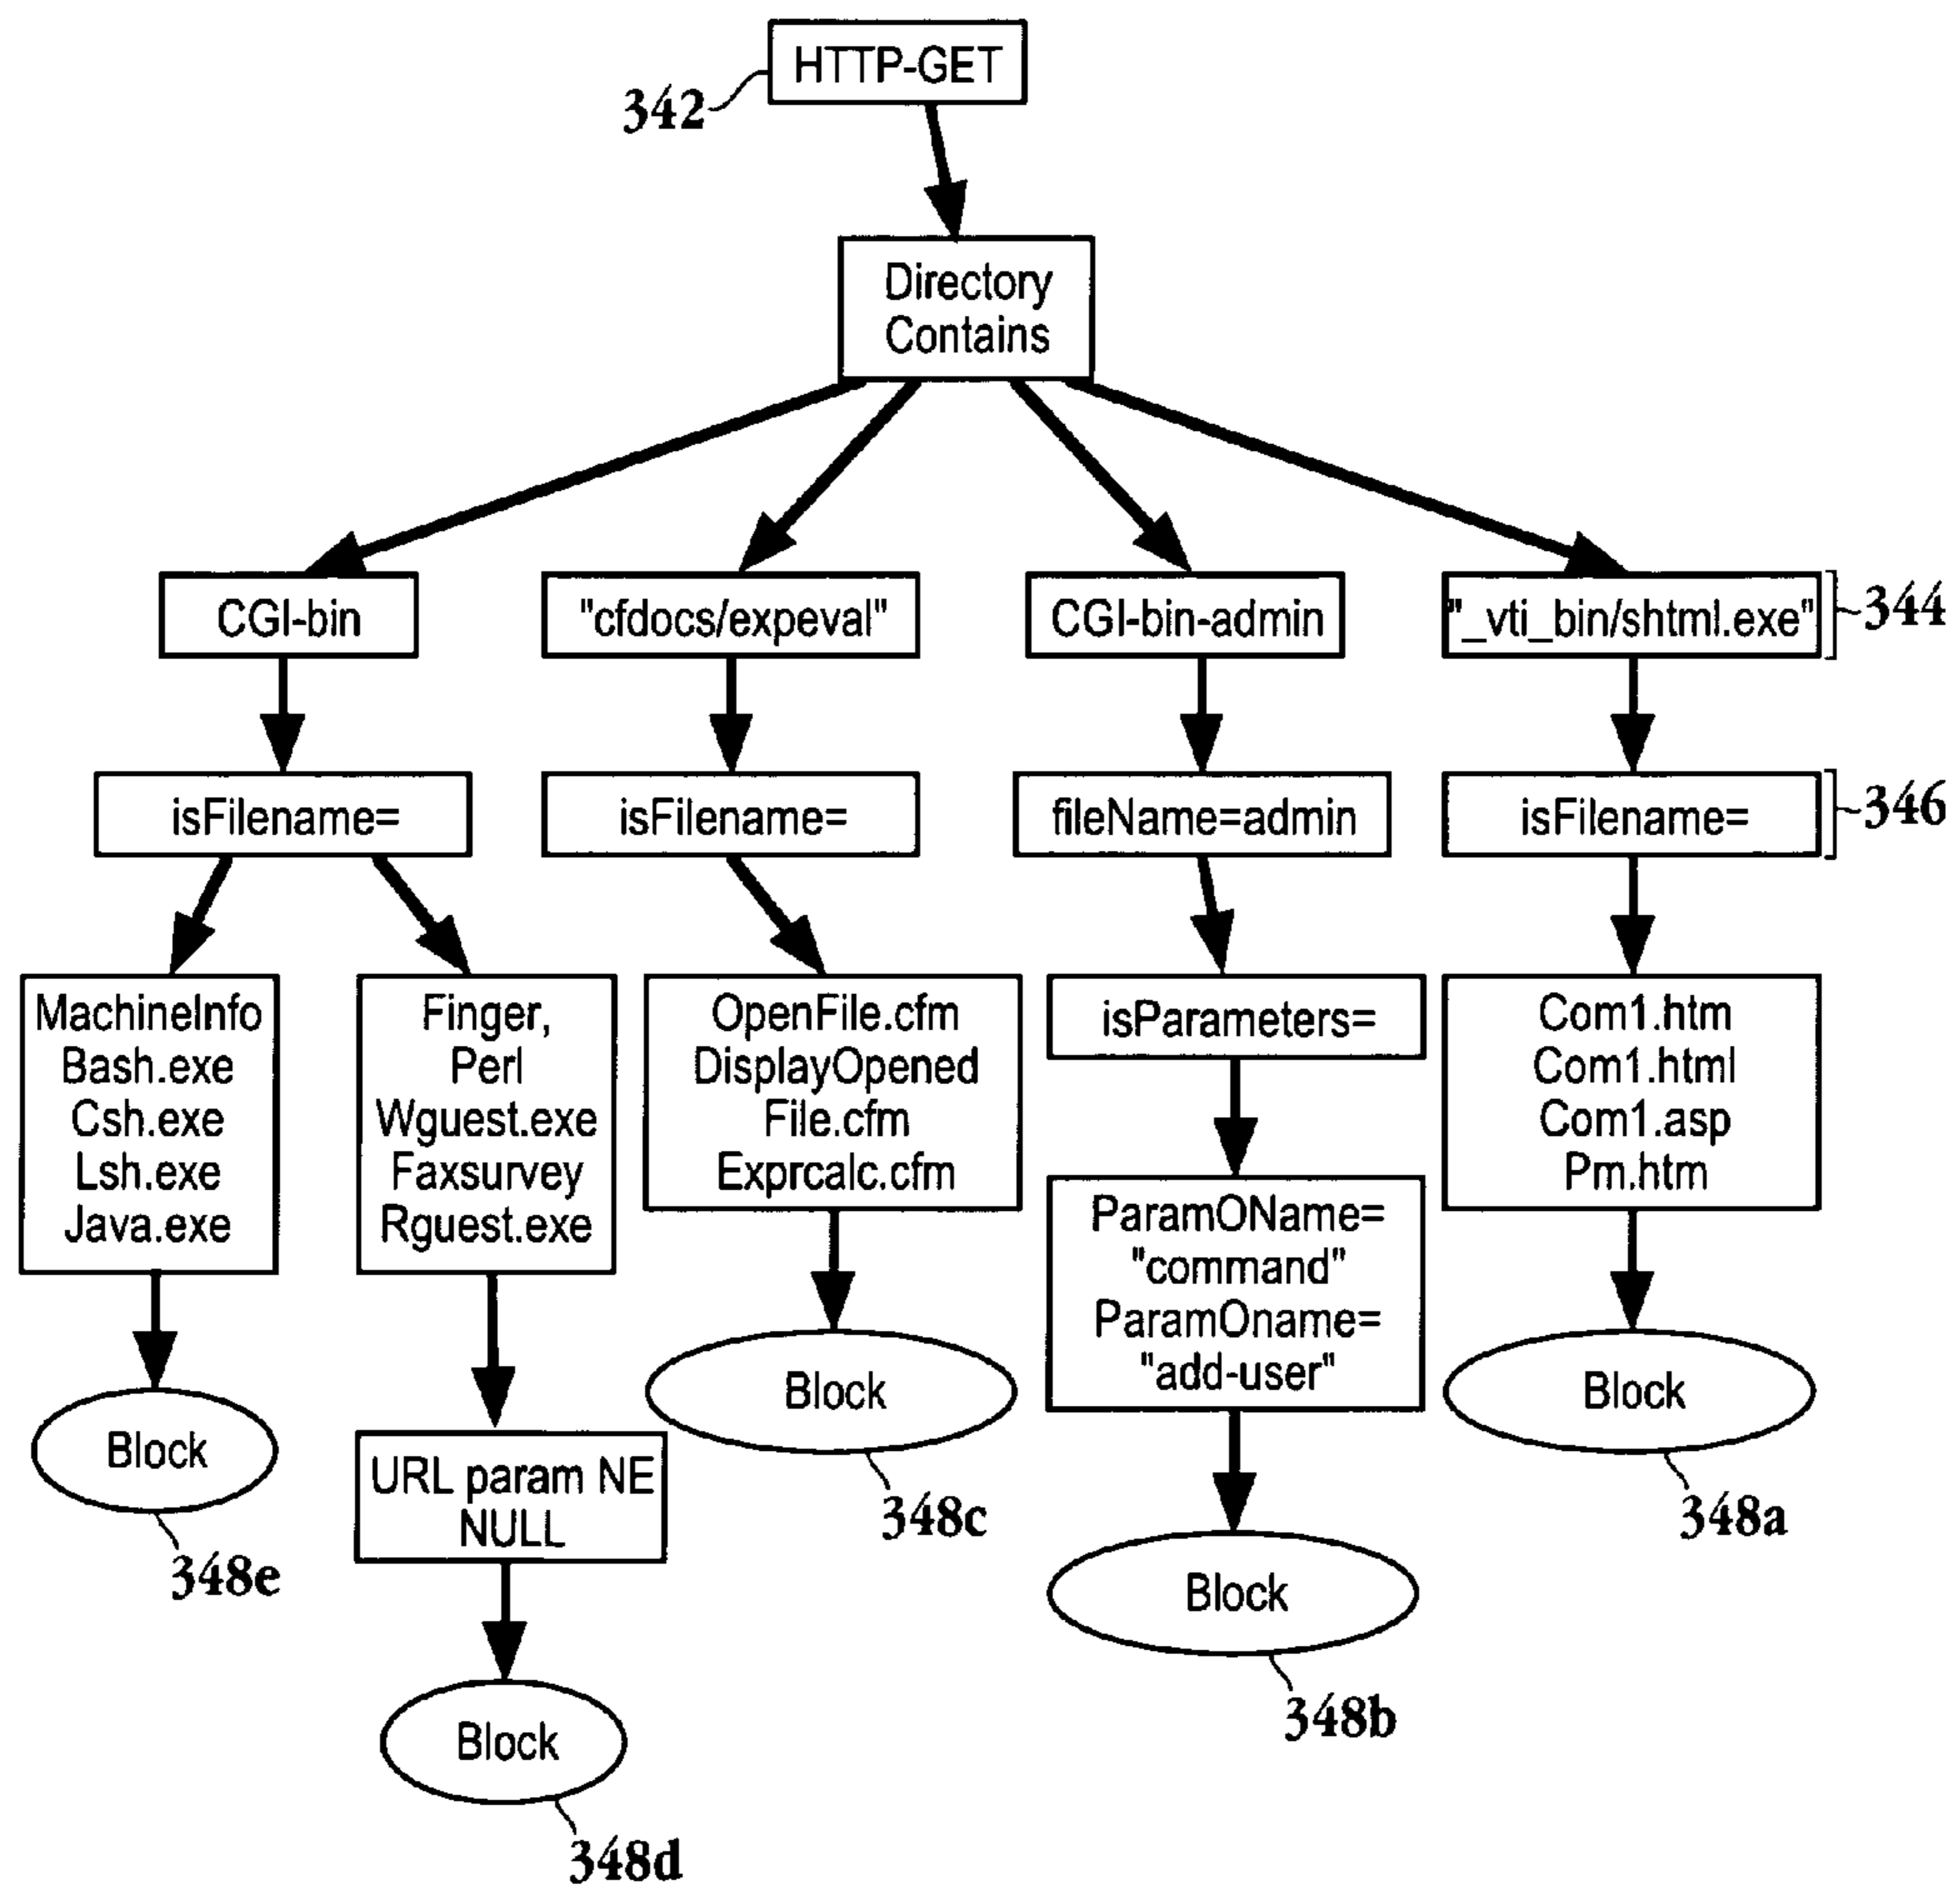 HTTP-GET
342
Directory
Contains
CGI-bin
"cfdocs/expeval"
CGI-bin-admin
"_vti_bin/shtml.exe"
344
isFilename=
isFilename=
fileName=admin
isFilename=
346
MachineInfo
Bash.exe
Csh.exe
Lsh.exe
Java.exe
Finger,
Perl
Wguest.exe
Faxsurvey
Rguest.exe
OpenFile.cfm
DisplayOpened
File.cfm
Exprcalc.cfm
isParameters=
ParamOName=
"command"
ParamOname=
"add-user"
Com1.htm
Com1.html
Com1.asp
Pm.htm
Block
348e
URL param NE
NULL
Block
348d
Block
348c
Block
348b
Block
348a